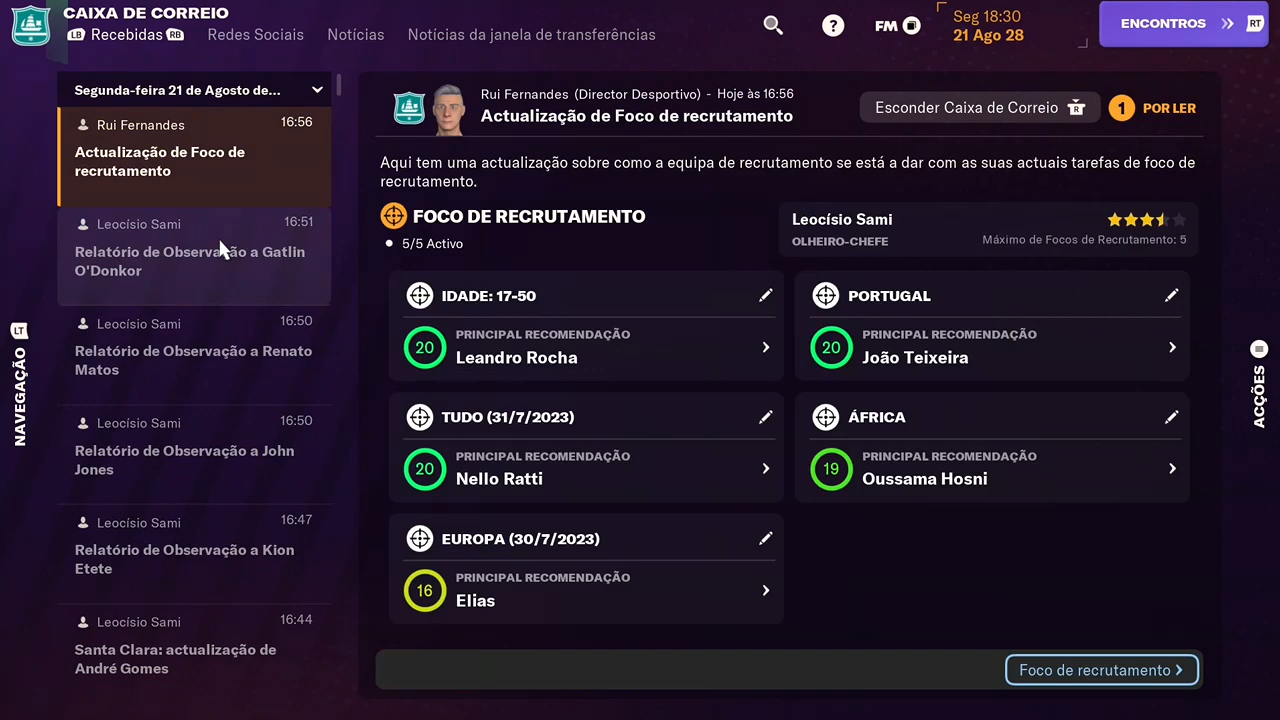 CAIXA DE CORREIO
LB Recebidas RB
Redes Sociais
Notícias
Notícias da janela de transferências
?
FM
Seg 18:30
21 Ago 28
ENCONTROS
RT
Segunda-feira 21 de Agosto de...
Rui Fernandes 16:56
Actualização de Foco de
recrutamento
Leocísio Sami 16:51
Relatório de Observação a Gatlin
O'Donkor
Leocísio Sami 16:50
Relatório de Observação a Renato
Matos
Leocísio Sami 16:50
Relatório de Observação a John
Jones
Leocísio Sami 16:47
Relatório de Observação a Kion
Etete
Leocísio Sami 16:44
Santa Clara: actualização de
André Gomes
LT
NAVEGAÇÃO
Rui Fernandes (Director Desportivo) - Hoje às 16:56
Actualização de Foco de recrutamento
Esconder Caixa de Correio R
1 POR LER
Aqui tem uma actualização sobre como a equipa de recrutamento se está a dar com as suas actuais tarefas de foco de
recrutamento.
FOCO DE RECRUTAMENTO
5/5 Activo
Leocísio Sami
OLHEIRO-CHEFE
Máximo de Focos de Recrutamento: 5
IDADE: 17-50
PRINCIPAL RECOMENDAÇÃO
20 Leandro Rocha
PORTUGAL
PRINCIPAL RECOMENDAÇÃO
20 João Teixeira
TUDO (31/7/2023)
PRINCIPAL RECOMENDAÇÃO
20 Nello Ratti
ÁFRICA
PRINCIPAL RECOMENDAÇÃO
19 Oussama Hosni
EUROPA (30/7/2023)
PRINCIPAL RECOMENDAÇÃO
16 Elias
Foco de recrutamento
ACÇÕES